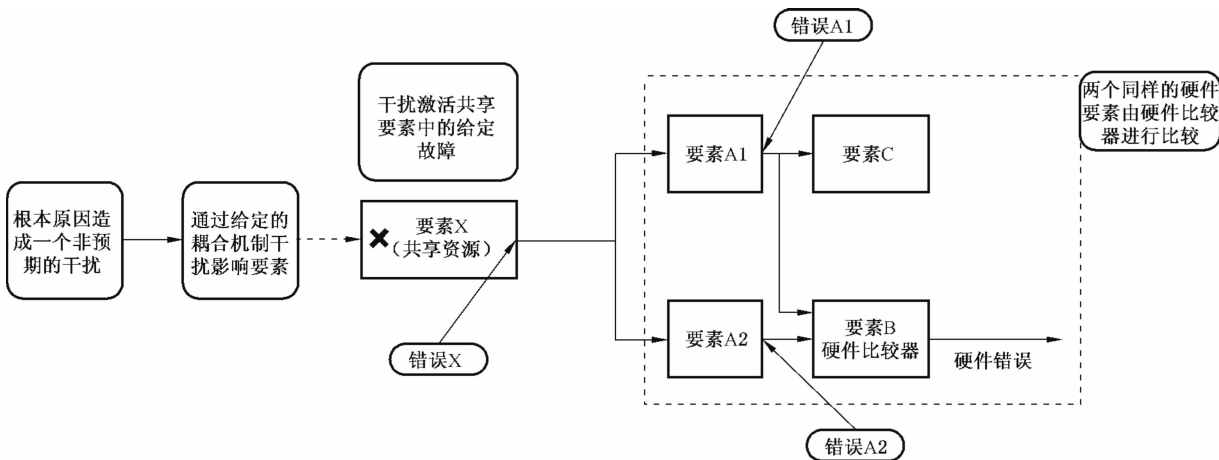 错误A1
干扰激活共享
要素中的给定
故障
两个同样的硬件
要素由硬件比较
器进行比较
要素A1
要素C
根本原因造
成一个非预
期的干扰
通过给定的
耦合机制干
扰影响要素
要素X
（共享资源）
错误X
要素A2
要素B
硬件比较器
硬件错误
错误A2